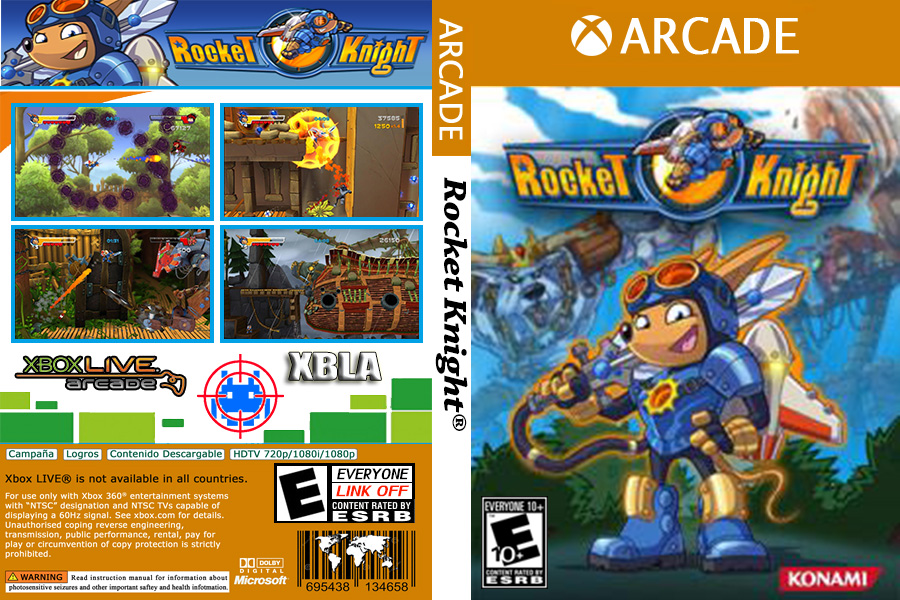 Rocket Knight
XBOX LIVE
arcade
XBLA
Campaña
Logros
Contenido Descargable
HDTV 720p/1080i/1080p
Xbox LIVE® is not available in all countries.
For use only with Xbox 360® entertainment systems
with “NTSC” designation and NTSC TVs capable of
displaying a 60Hz signal. See xbox.com for details.
Unauthorised coping reverse engineering,
transmission, public performance, rental, pay for
play or circumvention of copy protection is strictly
prohibited.
WARNING
Read instruction manual for information about
photosensitive seizures and other important saftey and health infotmation.
E
EVERYONE
LINK OFF
CONTENT RATED BY
ESRB
DOLBY
DIGITAL
Microsoft
695438 134658
ARCADE
Rocket Knight®
ARCADE
Rocket Knight
EVERYONE 10+
E
10+
CONTENT RATED BY
ESRB
KONAMI